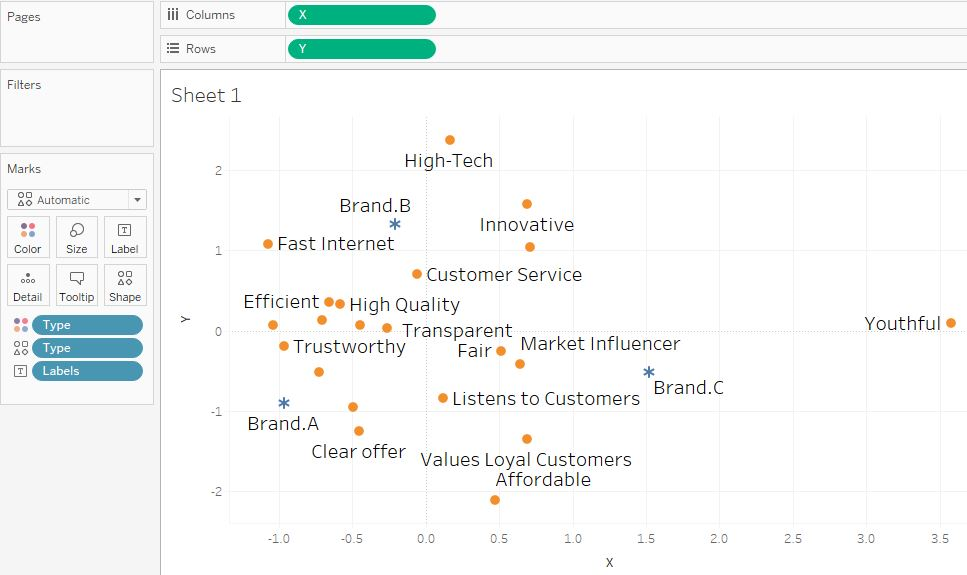 Pages
Columns
X
Rows
Y
Filters
Marks
Automatic
Color
Size
Label
Detail
Tooltip
Shape
Type
Type
Labels
Sheet 1
High-Tech
Brand.B
Innovative
Fast Internet
Customer Service
Efficient
High Quality
Transparent
Youthful
Trustworthy
Fair
Market Influencer
Brand.C
Listens to Customers
Brand.A
Clear offer
Values Loyal Customers
Affordable
Y
2
1
0
-1
-2
-1.0 -0.5 0.0 0.5 1.0 1.5 2.0 2.5 3.0 3.5
X